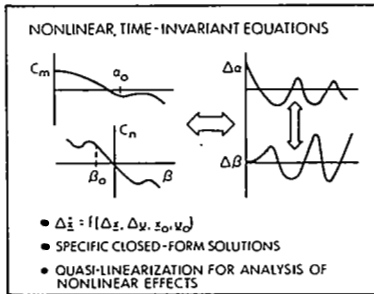 NONLINEAR, TIME-INVARIANT EQUATIONS
Cm
αo
Δα
Cn
βo
β
Δβ
• Δẋ = f{Δx, Δu, xo, uo}
• SPECIFIC CLOSED-FORM SOLUTIONS
• QUASI-LINEARIZATION FOR ANALYSIS OF
NONLINEAR EFFECTS